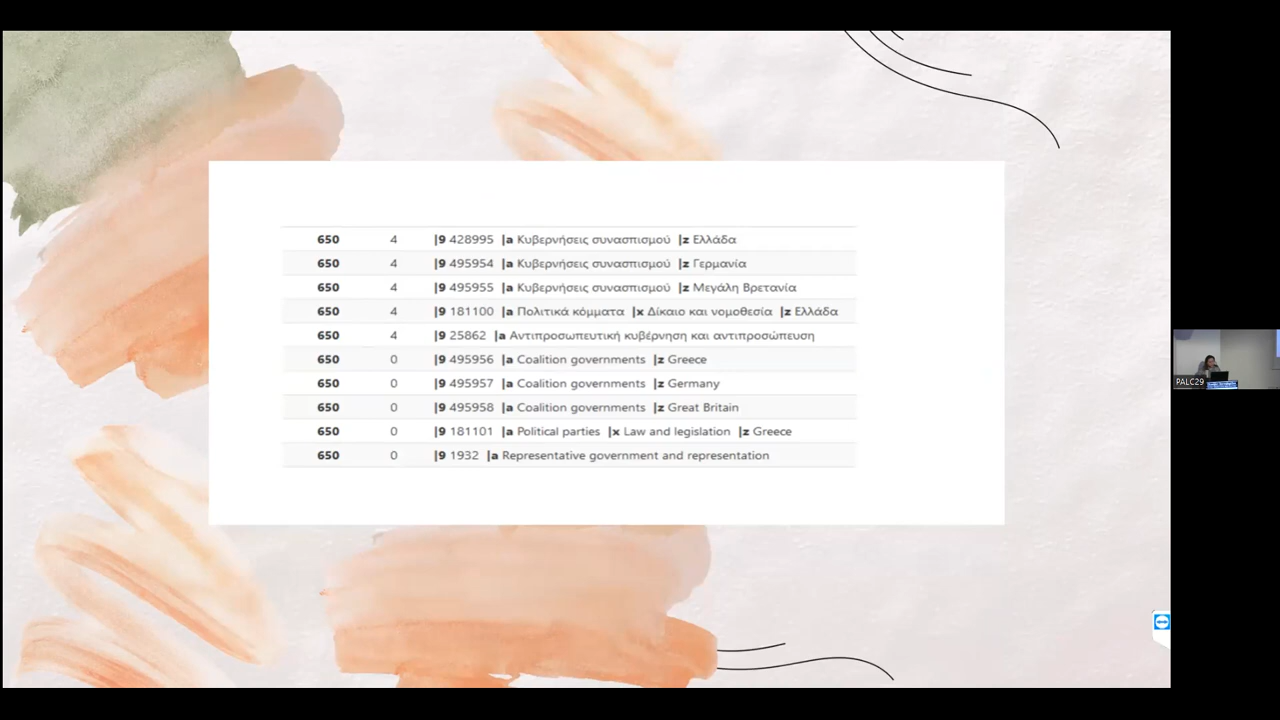 650 4 |9 428995 |a Κυβερνήσεις συνασπισμού |z Ελλάδα
650 4 |9 495954 |a Κυβερνήσεις συνασπισμού |z Γερμανία
650 4 |9 495955 |a Κυβερνήσεις συνασπισμού |z Μεγάλη Βρετανία
650 4 |9 181100 |a Πολιτικά κόμματα |x Δίκαιο και νομοθεσία |z Ελλάδα
650 4 |9 25862 |a Αντιπροσωπευτική κυβέρνηση και αντιπροσώπευση
650 0 |9 495956 |a Coalition governments |z Greece
650 0 |9 495957 |a Coalition governments |z Germany
650 0 |9 495958 |a Coalition governments |z Great Britain
650 0 |9 181101 |a Political parties |x Law and legislation |z Greece
650 0 |9 1932 |a Representative government and representation
PALC29